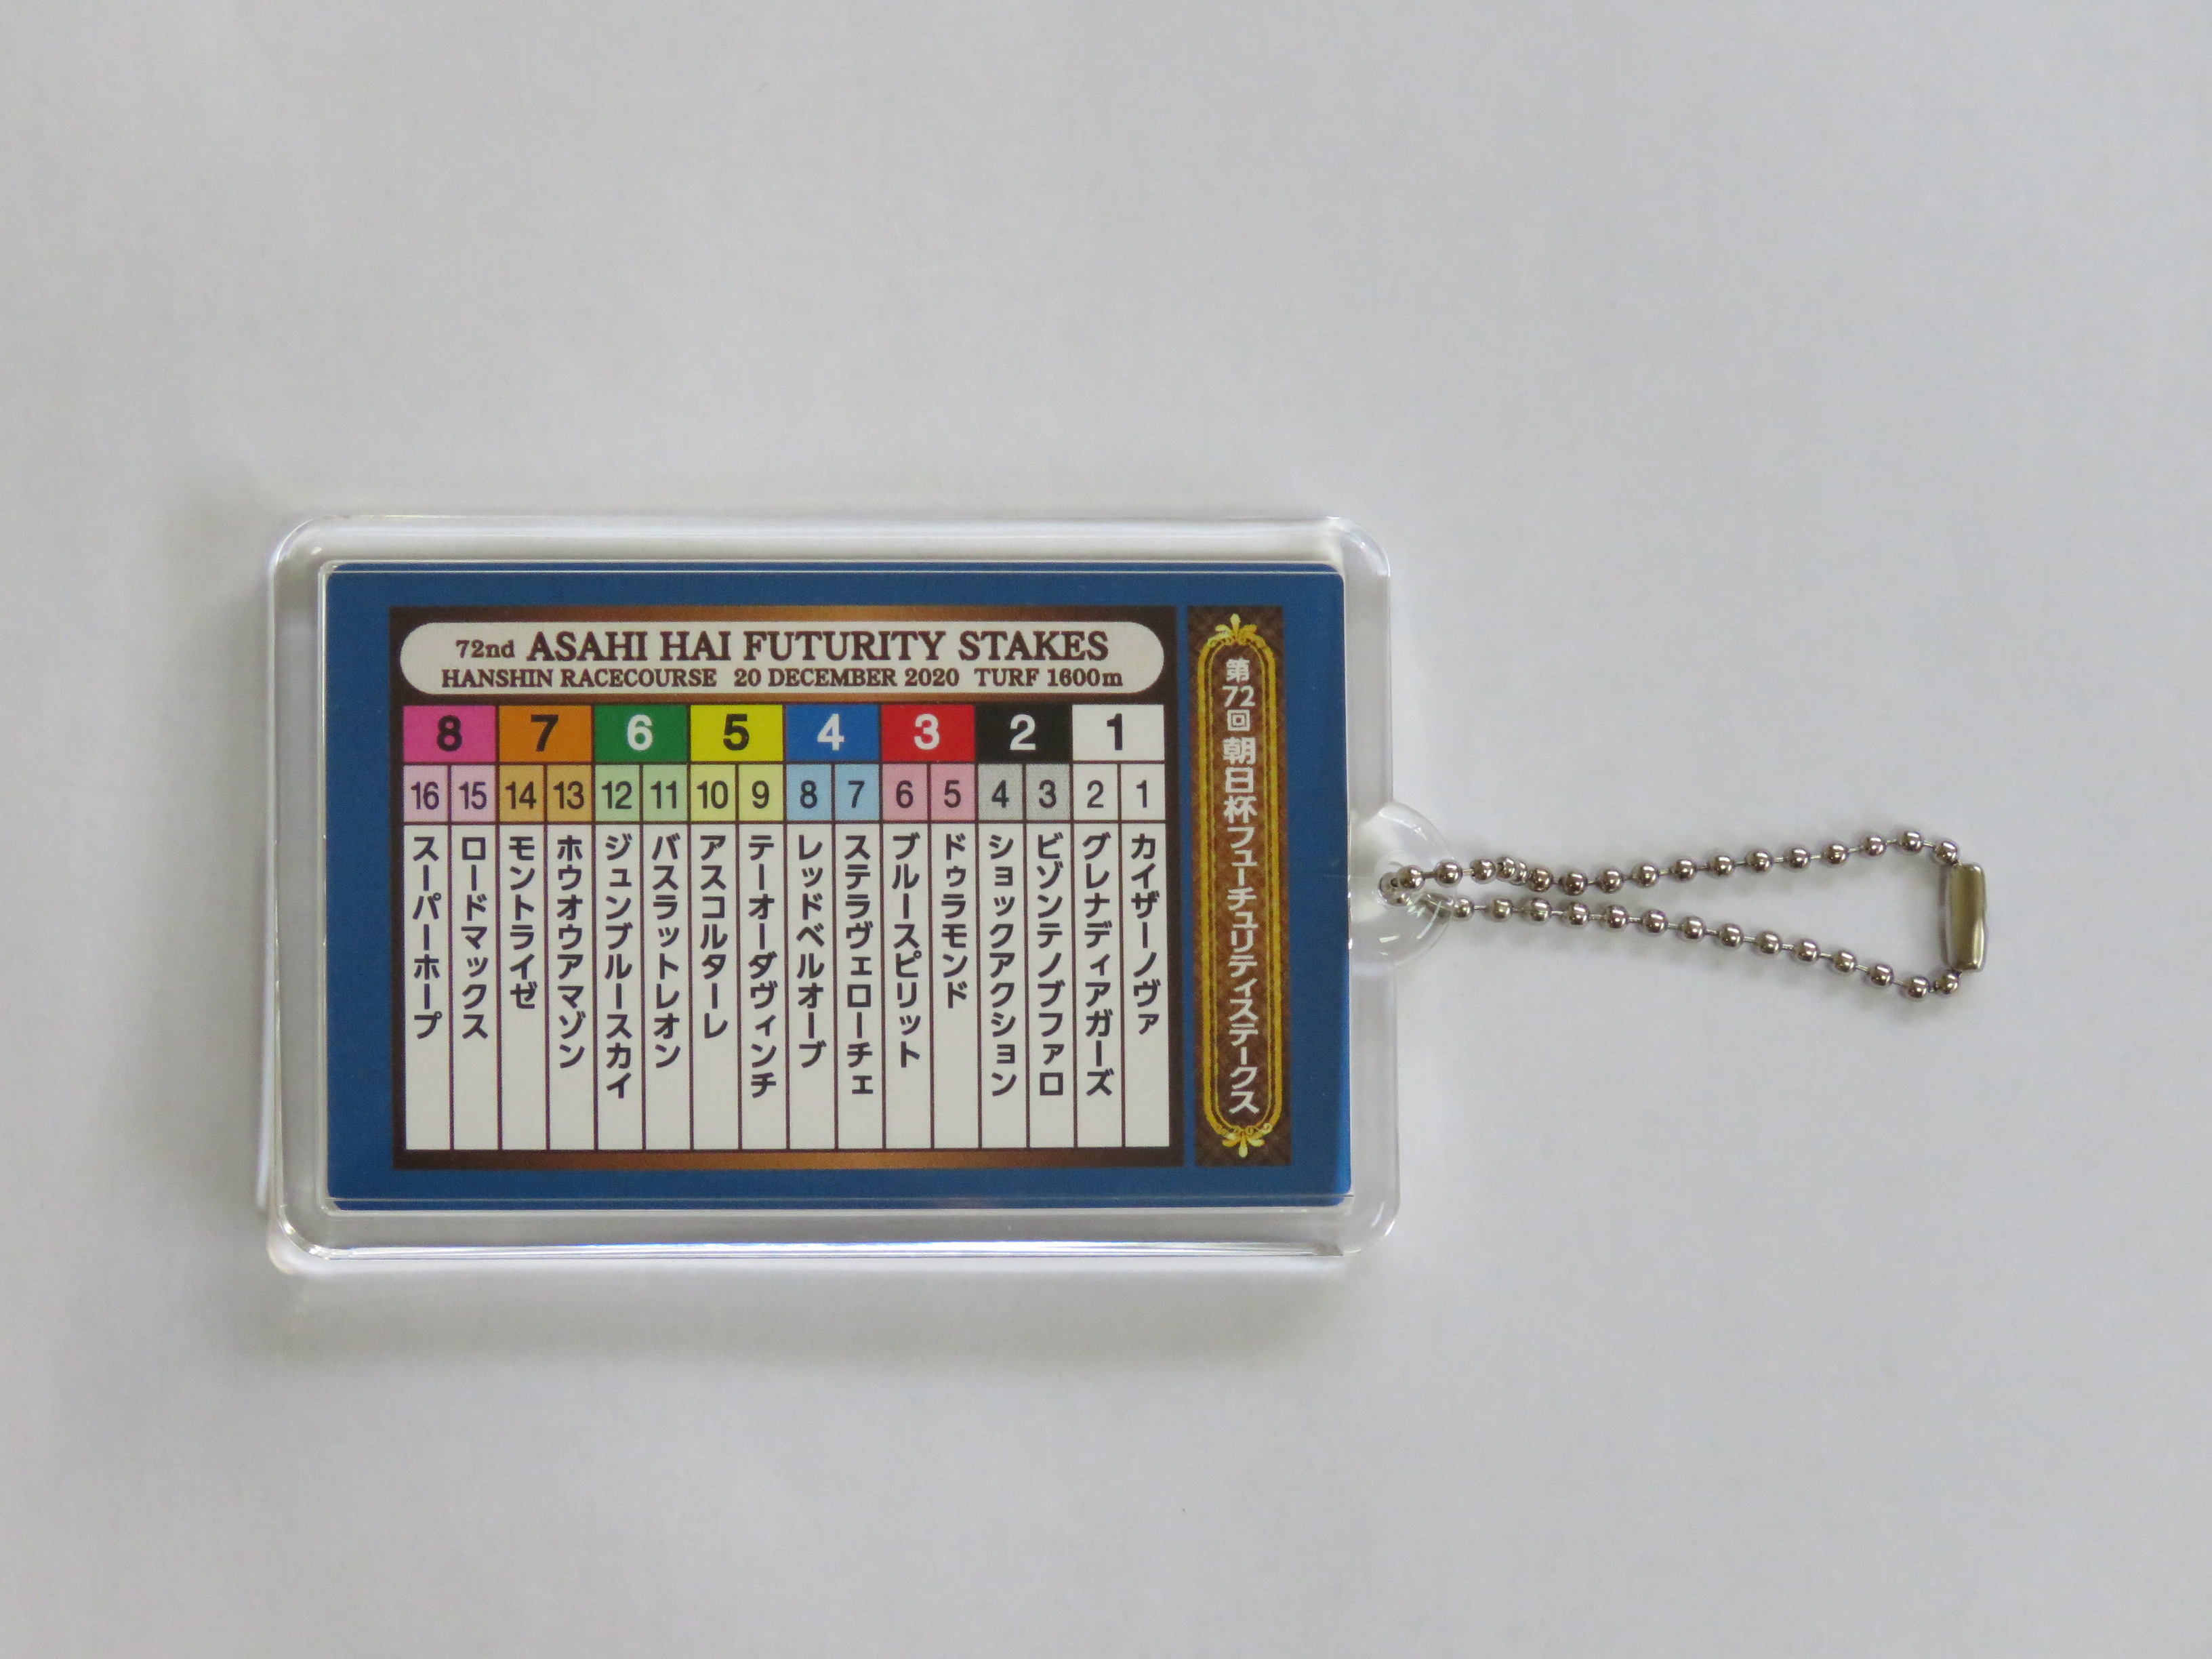 72nd ASAHI HAI FUTURITY STAKES
HANSHIN RACECOURSE 20 DECEMBER 2020 TURF 1600m
第72回 朝日杯フューチュリティステークス
8 7 6 5 4 3 2 1
16 15 14 13 12 11 10 9 8 7 6 5 4 3 2 1
カイザーノヴァ
グレナディアガーズ
ビゾンテノブファロ
ショックアクション
ドゥラモンド
ブルースピリット
ステラヴェローチェ
レッドベルオーブ
テーオーダヴィンチ
アスコルターレ
バスラットレオン
ジュンブルースカイ
ホウオウアマゾン
モントライゼ
ロードマックス
スーパーホープ